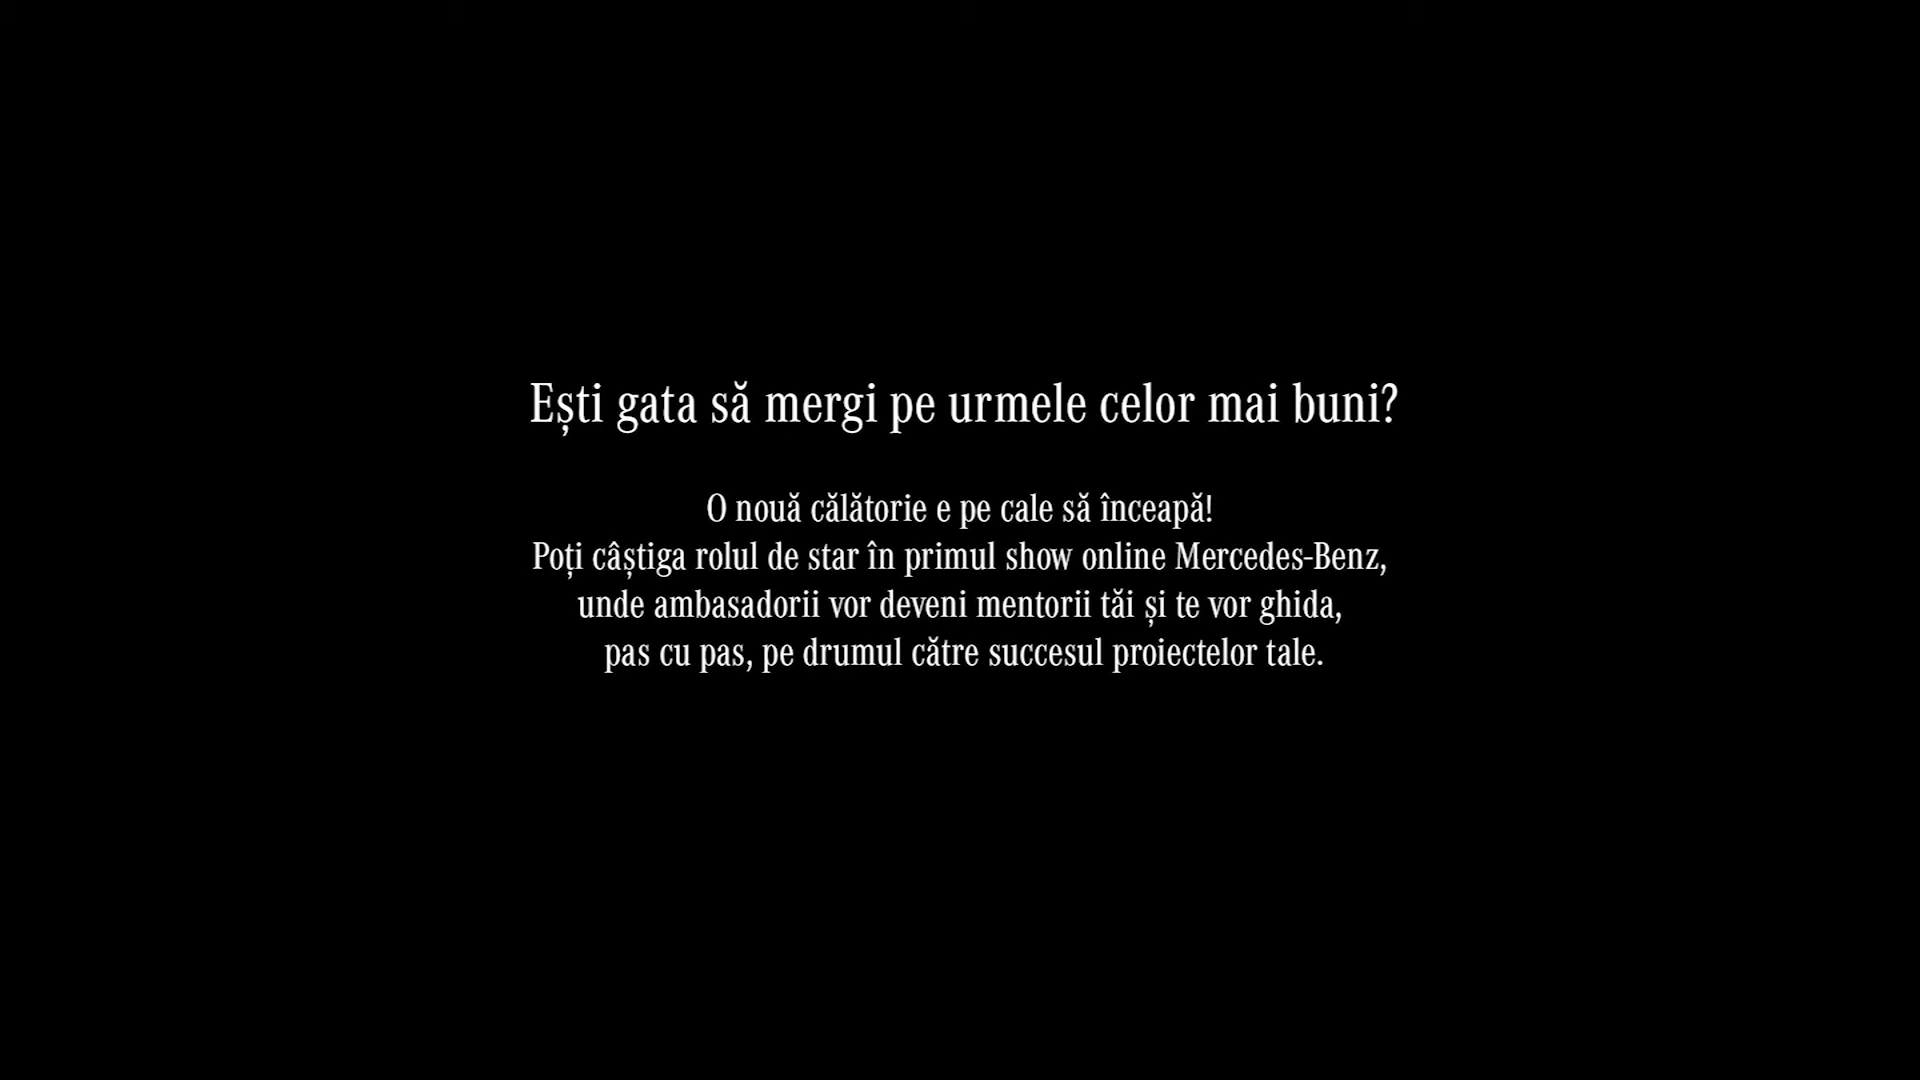 Ești gata să mergi pe urmele celor mai buni?
O nouă călătorie e pe cale să înceapă!
Poți câștiga rolul de star în primul show online Mercedes-Benz,
unde ambasadorii vor deveni mentorii tăi și te vor ghida,
pas cu pas, pe drumul către succesul proiectelor tale.